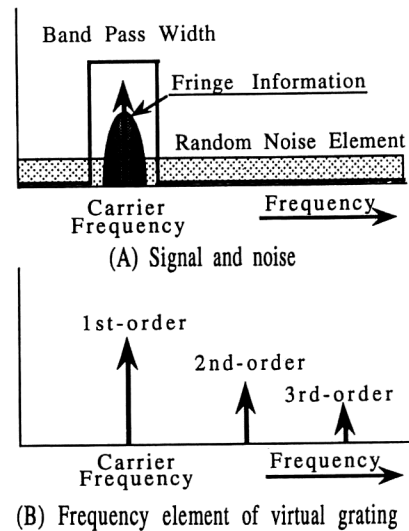 Band Pass Width
Fringe Information
Random Noise Element
Carrier
Frequency
Frequency
(A) Signal and noise
1st-order
2nd-order
3rd-order
Carrier
Frequency
Frequency
(B) Frequency element of virtual grating